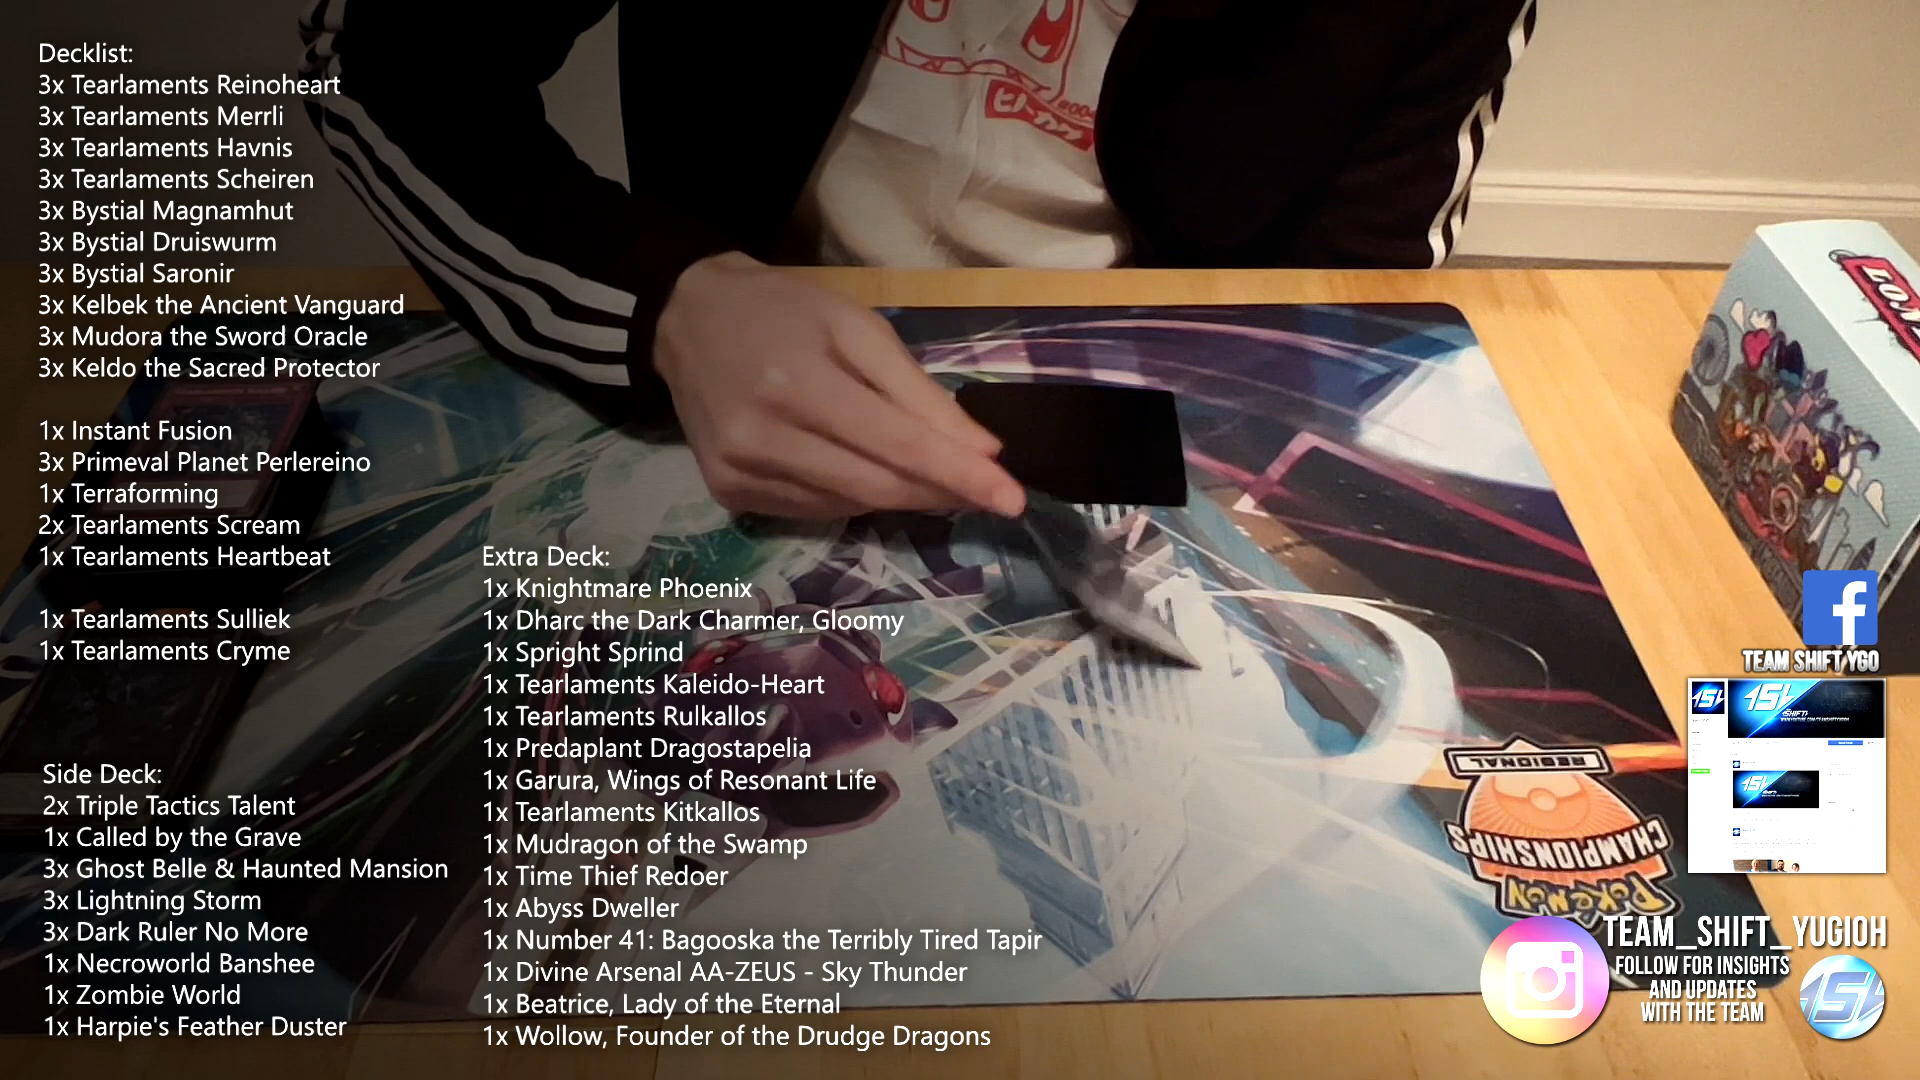 Decklist:
3x Tearlaments Reinoheart
3x Tearlaments Merrli
3x Tearlaments Havnis
3x Tearlaments Scheiren
3x Bystial Magnamhut
3x Bystial Druiswurm
3x Bystial Saronir
3x Kelbek the Ancient Vanguard
3x Mudora the Sword Oracle
3x Keldo the Sacred Protector
1x Instant Fusion
3x Primeval Planet Perlereino
1x Terraforming
2x Tearlaments Scream
1x Tearlaments Heartbeat
1x Tearlaments Sulliek
1x Tearlaments Cryme
Side Deck:
2x Triple Tactics Talent
1x Called by the Grave
3x Ghost Belle & Haunted Mansion
3x Lightning Storm
3x Dark Ruler No More
1x Necroworld Banshee
1x Zombie World
1x Harpie's Feather Duster
Extra Deck:
1x Knightmare Phoenix
1x Dharc the Dark Charmer, Gloomy
1x Spright Sprind
1x Tearlaments Kaleido-Heart
1x Tearlaments Rulkallos
1x Predaplant Dragostapelia
1x Garura, Wings of Resonant Life
1x Tearlaments Kitkallos
1x Mudragon of the Swamp
1x Time Thief Redoer
1x Abyss Dweller
1x Number 41: Bagooska the Terribly Tired Tapir
1x Divine Arsenal AA-ZEUS - Sky Thunder
1x Beatrice, Lady of the Eternal
1x Wollow, Founder of the Drudge Dragons
ヒトカゲ
TEAM SHIFT YGO
REGIONAL
CHAMPIONSHIPS
POKÉMON
TEAM_SHIFT_YUGIOH
FOLLOW FOR INSIGHTS
AND UPDATES
WITH THE TEAM